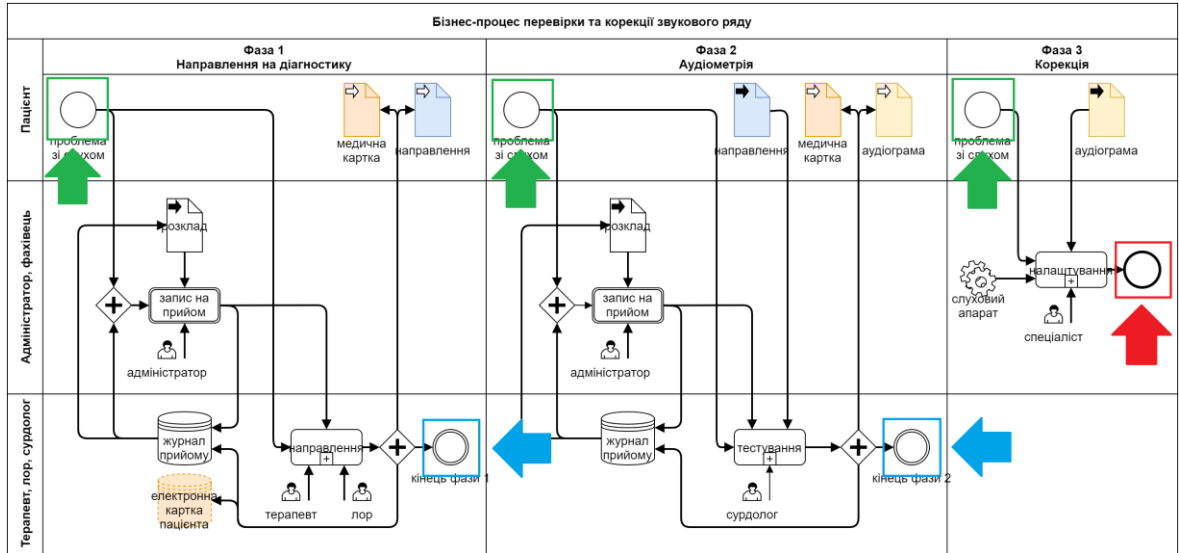 Бізнес-процес перевірки та корекції звукового ряду
Фаза 1
Направлення на діагностику
Фаза 2
Аудіометрія
Фаза 3
Корекція
Пацієнт
проблема
зі слухом
медична
картка
направлення
проблема
зі слухом
направлення
медична
картка
аудіограма
проблема
зі слухом
аудіограма
Адміністратор, фахівець
розклад
запис на
прийом
адміністратор
розклад
запис на
прийом
адміністратор
налаштування
слуховий
апарат
спеціаліст
Терапевт, лор, сурдолог
журнал
прийому
направлення
кінець фази 1
електронна
картка
пацієнта
терапевт
лор
журнал
прийому
тестування
кінець фази 2
сурдолог